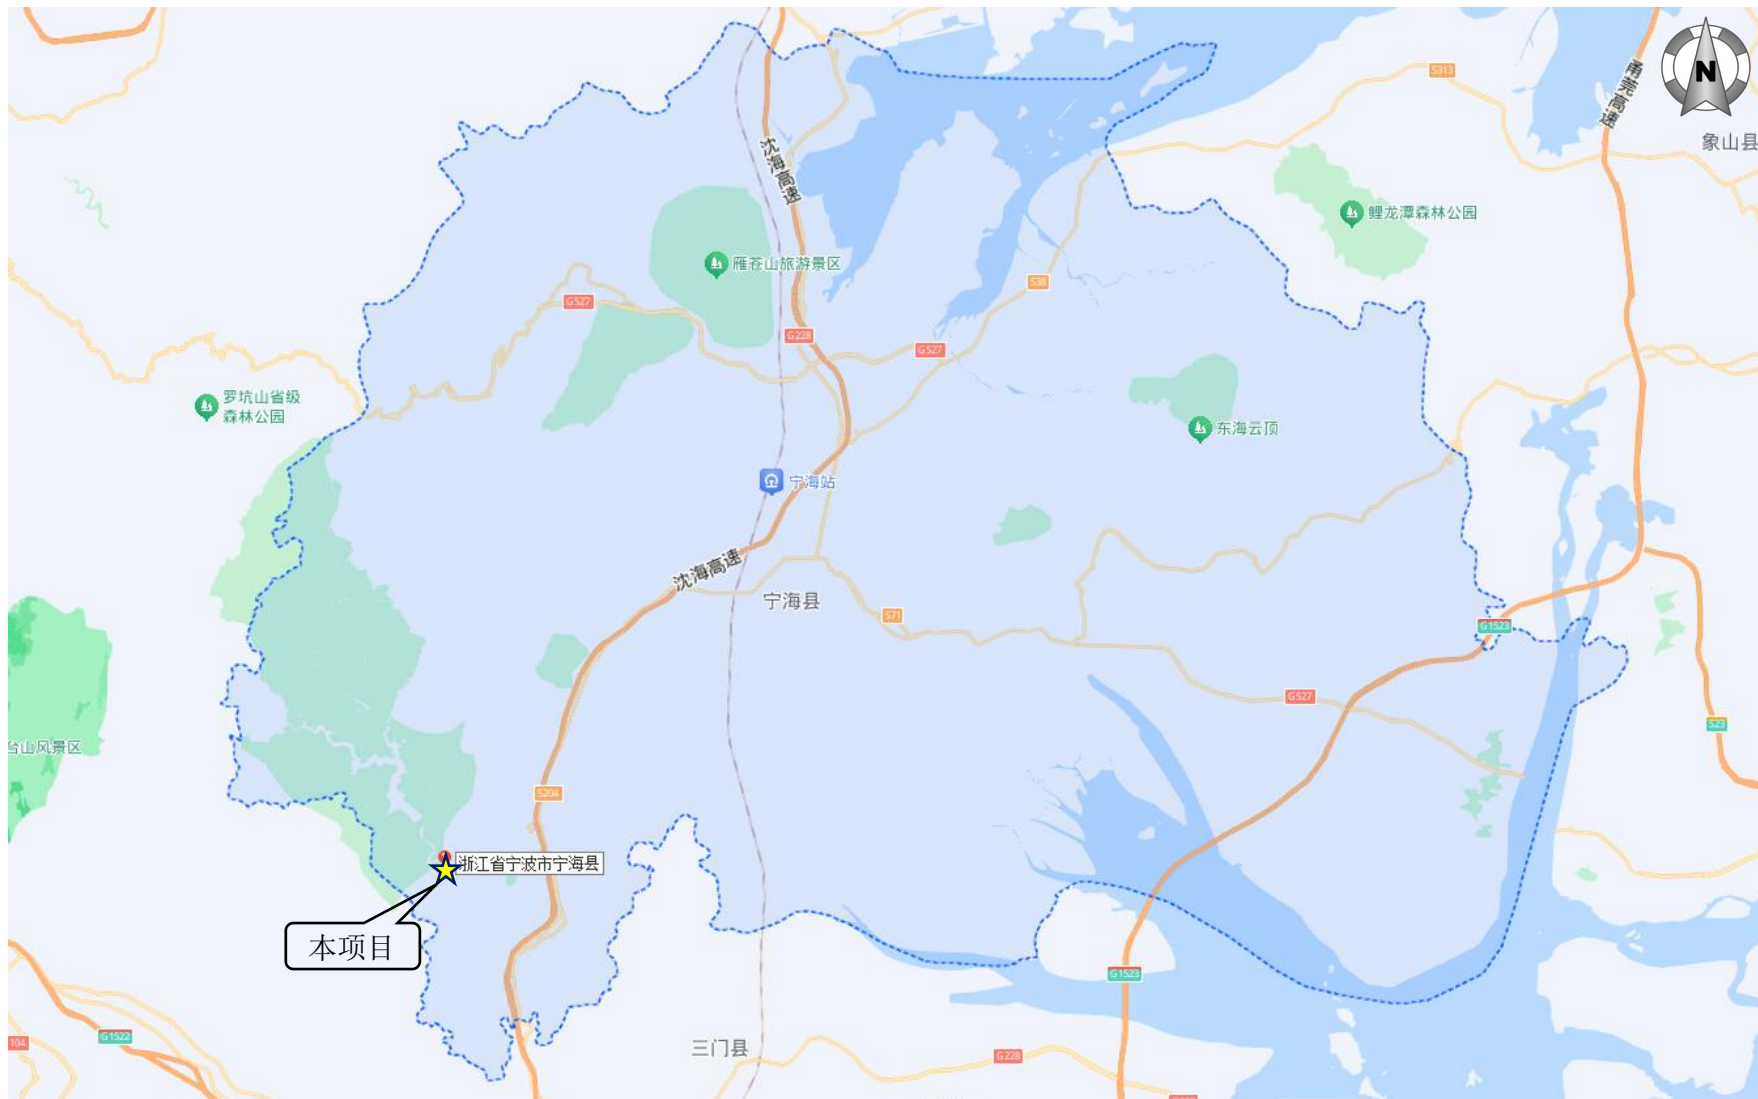 S313
甬莞高速
N
象山县
沈海高速
鲤龙潭森林公园
雁苍山旅游景区
G527
S38
G228
G527
罗坑山省级
森林公园
东海云顶
宁海站
沈海高速
宁海县
S71
G1523
G527
S23
台山风景区
S204
浙江省宁波市宁海县
本项目
G1523
G1522
104
三门县
G228